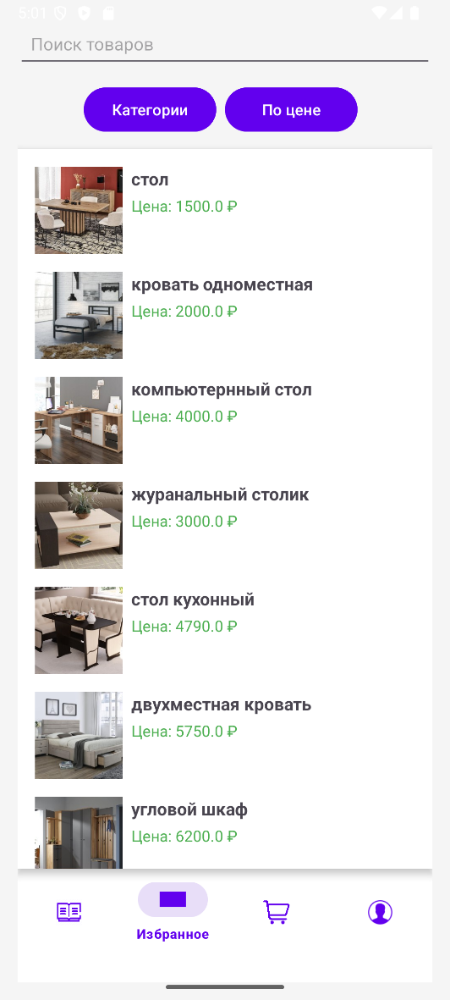 5:01
Поиск товаров
Категории
По цене
стол
Цена: 1500.0 ₽
кровать одноместная
Цена: 2000.0 ₽
компьютернный стол
Цена: 4000.0 ₽
журанальный столик
Цена: 3000.0 ₽
стол кухонный
Цена: 4790.0 ₽
двухместная кровать
Цена: 5750.0 ₽
угловой шкаф
Цена: 6200.0 ₽
Избранное